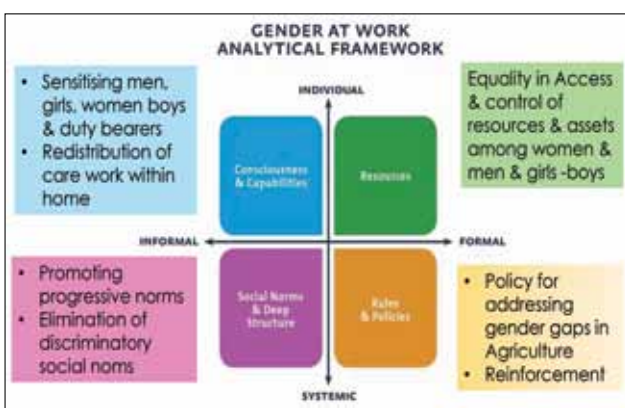 GENDER AT WORK
ANALYTICAL FRAMEWORK
• Sensitising men,
girls, women boys
& duty bearers
• Redistribution of
care work within
home
INDIVIDUAL
Equality in Access
& control of
resources & assets
among women &
men & girls -boys
Consciousness
& Capabilities
Resources
INFORMAL
FORMAL
• Promoting
progressive norms
• Elimination of
discriminatory
social noms
Social Norms
& Deep
Structure
Rules
& Policies
• Policy for
addressing
gender gaps in
Agriculture
• Reinforcement
SYSTEMIC